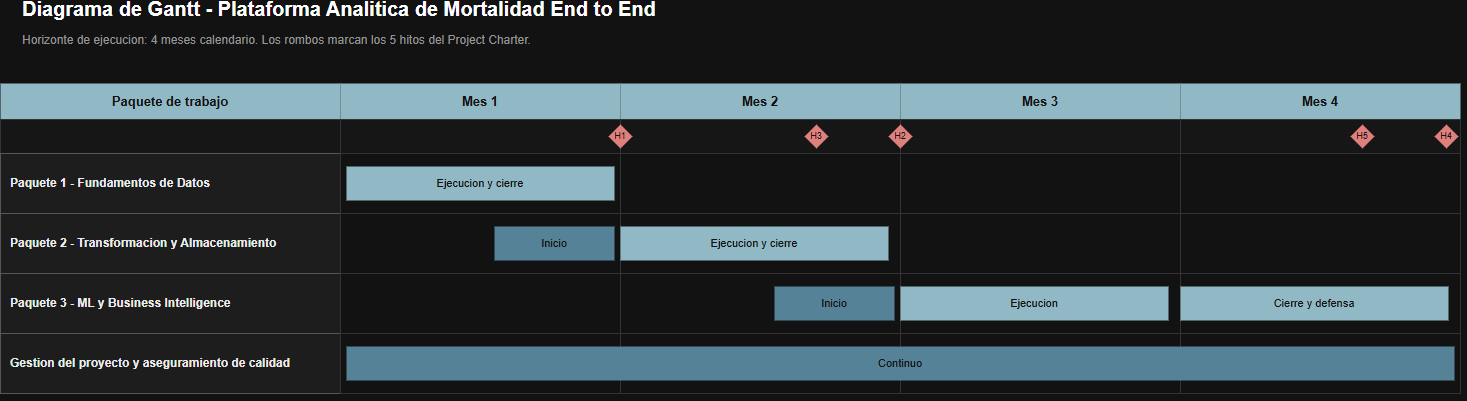 Diagrama de Gantt - Plataforma Analitica de Mortalidad End to End
Horizonte de ejecucion: 4 meses calendario. Los rombos marcan los 5 hitos del Project Charter.
Paquete de trabajo Mes 1 Mes 2 Mes 3 Mes 4
H1 H3 H2 H5 H4
Paquete 1 - Fundamentos de Datos Ejecucion y cierre
Paquete 2 - Transformacion y Almacenamiento Inicio Ejecucion y cierre
Paquete 3 - ML y Business Intelligence Inicio Ejecucion Cierre y defensa
Gestion del proyecto y aseguramiento de calidad Continuo